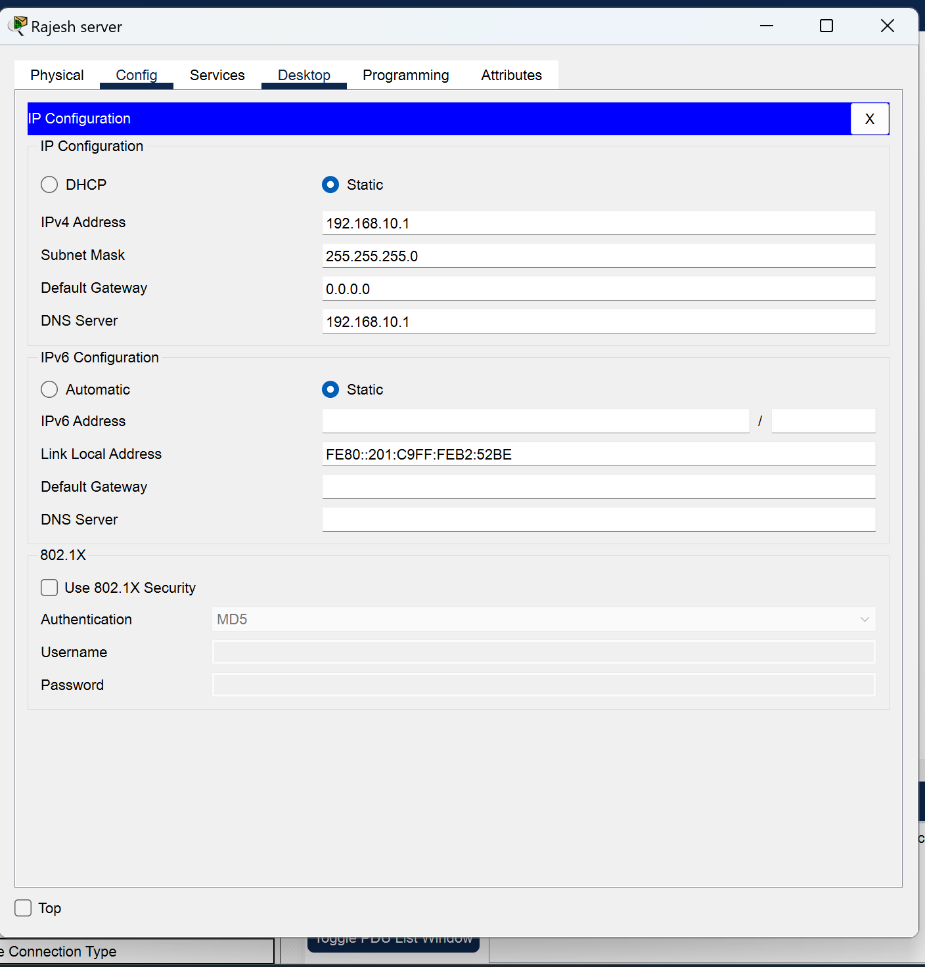 Rajesh server
Physical Config Services Desktop Programming Attributes
IP Configuration X
IP Configuration
DHCP Static
IPv4 Address 192.168.10.1
Subnet Mask 255.255.255.0
Default Gateway 0.0.0.0
DNS Server 192.168.10.1
IPv6 Configuration
Automatic Static
IPv6 Address /
Link Local Address FE80::201:C9FF:FEB2:52BE
Default Gateway
DNS Server
802.1X
Use 802.1X Security
Authentication MD5
Username
Password
Top
Toggle PDU List Window
e Connection Type